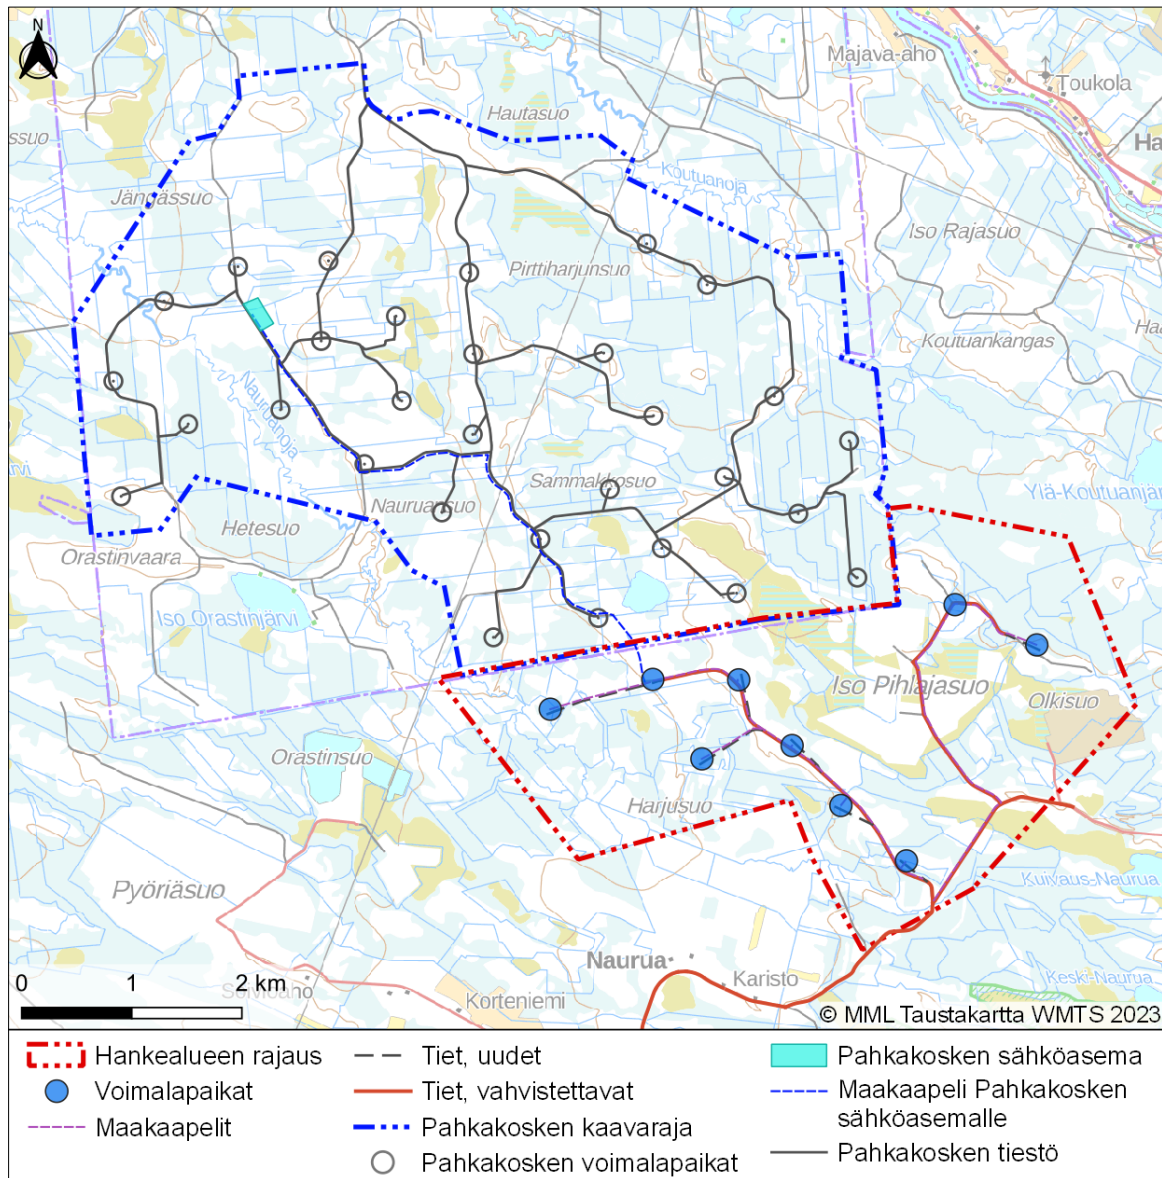 N
Majava-aho
Toukola
Ha
Hautasuo
ssuo
Koutuanoja
Jängässuo
Iso Rajasuo
Pirttiharjunsuo
Haa
Koutuankangas
Nauruanoja
ärvi
Sammakkosuo
Ylä-Koutuanjär
Nauruansuo
Hetesuo
Orastinvaara
Iso Orastinjärvi
Iso Pihlajasuo
Olkisuo
Orastinsuo
Harjusuo
Pyöriäsuo
Kuivaus-Naurua
Naurua
Karisto
Keski-Naurua
0 1 2 km
Korteniemi
© MML Taustakartta WMTS 2023
Hankealueen rajaus
Voimalapaikat
Maakaapelit
Tiet, uudet
Tiet, vahvistettavat
Pahkakosken kaavaraja
Pahkakosken voimalapaikat
Pahkakosken sähköasema
Maakaapeli Pahkakosken
sähköasemalle
Pahkakosken tiestö